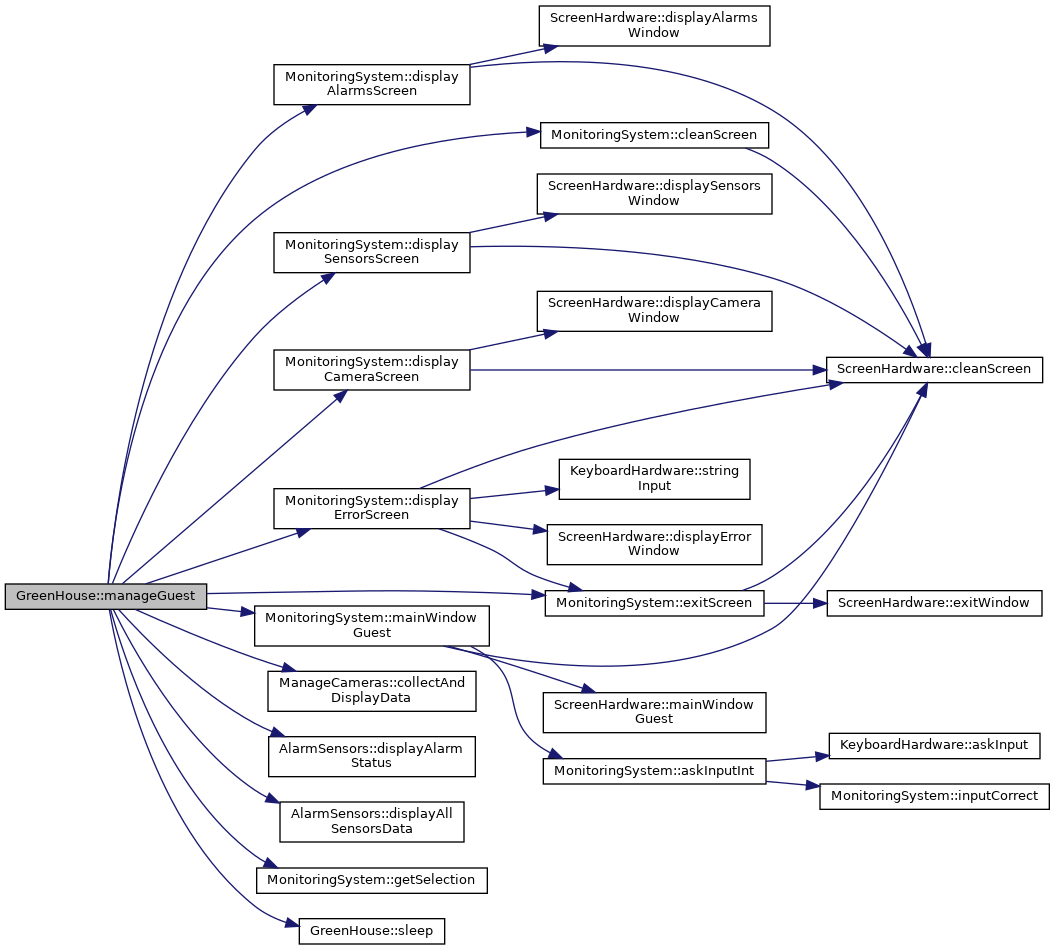 ScreenHardware::displayAlarms
Window
MonitoringSystem::display
AlarmsScreen
MonitoringSystem::cleanScreen
ScreenHardware::displaySensors
Window
MonitoringSystem::display
SensorsScreen
ScreenHardware::displayCamera
Window
MonitoringSystem::display
CameraScreen
ScreenHardware::cleanScreen
KeyboardHardware::string
Input
MonitoringSystem::display
ErrorScreen
ScreenHardware::displayError
Window
GreenHouse::manageGuest
MonitoringSystem::exitScreen
ScreenHardware::exitWindow
MonitoringSystem::mainWindow
Guest
ManageCameras::collectAnd
DisplayData
ScreenHardware::mainWindow
Guest
AlarmSensors::displayAlarm
Status
KeyboardHardware::askInput
MonitoringSystem::askInputInt
MonitoringSystem::inputCorrect
AlarmSensors::displayAll
SensorsData
MonitoringSystem::getSelection
GreenHouse::sleep